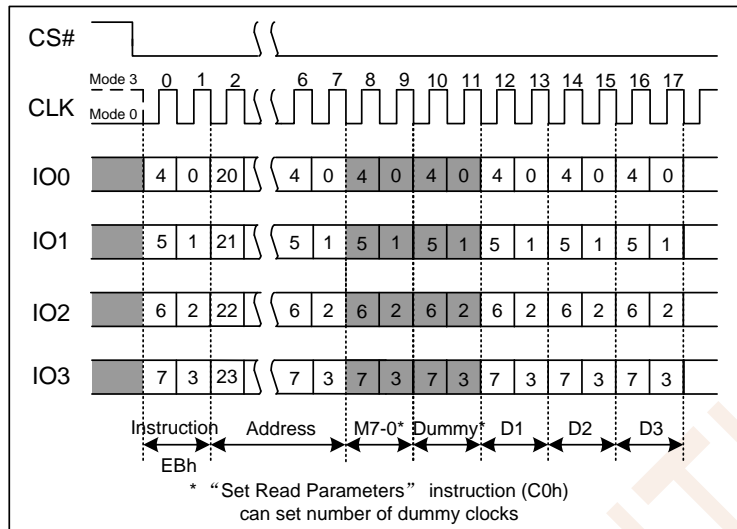 CS#
Mode 3 0 1 2 6 7 8 9 10 11 12 13 14 15 16 17
CLK
Mode 0
IO0 4 0 20 4 0 4 0 4 0 4 0 4 0 4 0
IO1 5 1 21 5 1 5 1 5 1 5 1 5 1 5 1
IO2 6 2 22 6 2 6 2 6 2 6 2 6 2 6 2
IO3 7 3 23 7 3 7 3 7 3 7 3 7 3 7 3
Instruction Address M7-0* Dummy* D1 D2 D3
EBh
* “Set Read Parameters” instruction (C0h)
can set number of dummy clocks